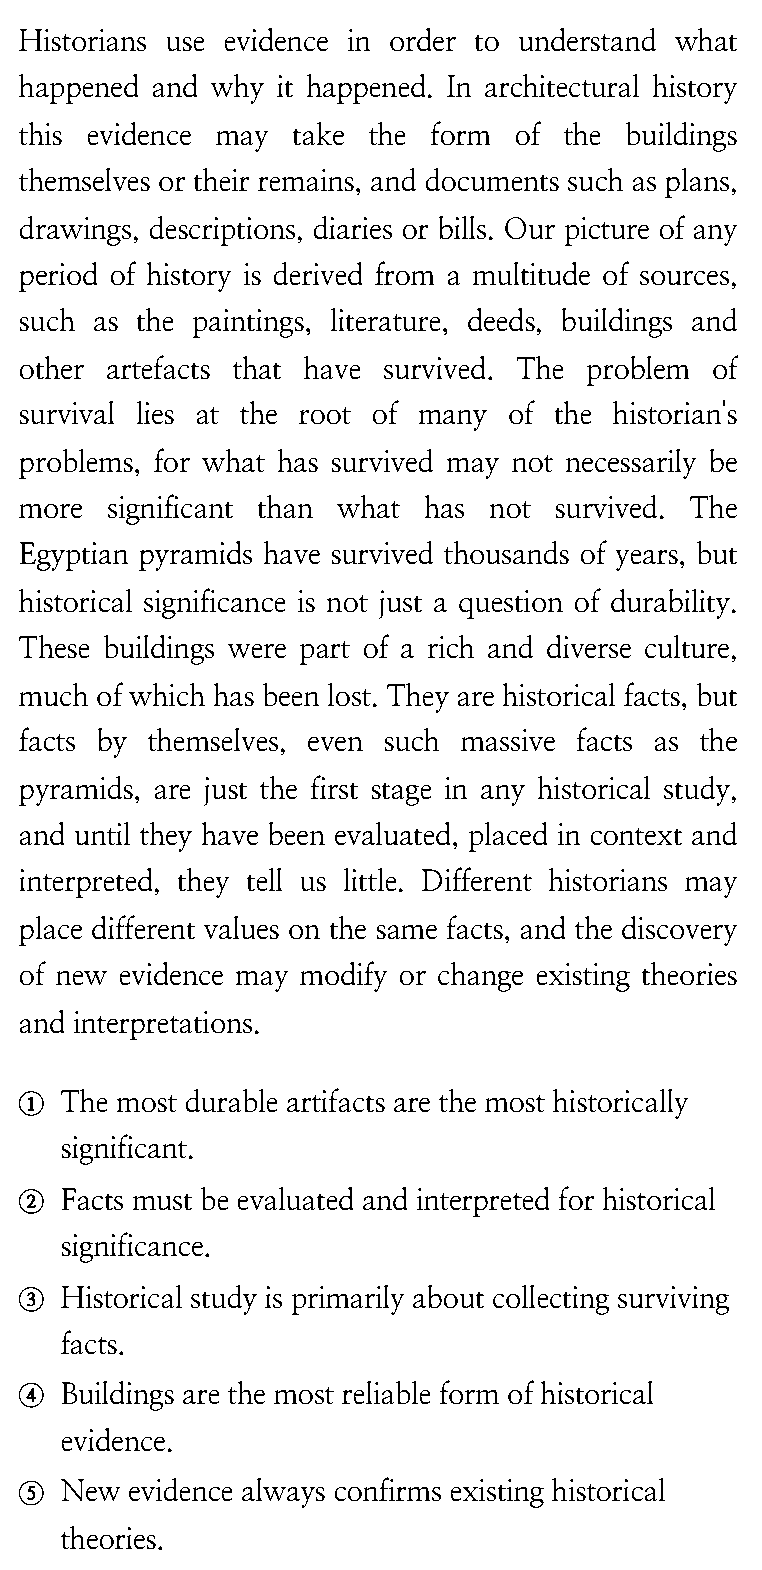 Historians use evidence in order to understand what
happened and why it happened. In architectural history
this evidence may take the form of the buildings
themselves or their remains, and documents such as plans,
drawings, descriptions, diaries or bills. Our picture of any
period of history is derived from a multitude of sources,
such as the paintings, literature, deeds, buildings and
other artefacts that have survived. The problem of
survival lies at the root of many of the historian's
problems, for what has survived may not necessarily be
more significant than what has not survived. The
Egyptian pyramids have survived thousands of years, but
historical significance is not just a question of durability.
These buildings were part of a rich and diverse culture,
much of which has been lost. They are historical facts, but
facts by themselves, even such massive facts as the
pyramids, are just the first stage in any historical study,
and until they have been evaluated, placed in context and
interpreted, they tell us little. Different historians may
place different values on the same facts, and the discovery
of new evidence may modify or change existing theories
and interpretations.
① The most durable artifacts are the most historically
significant.
② Facts must be evaluated and interpreted for historical
significance.
③ Historical study is primarily about collecting surviving
facts.
④ Buildings are the most reliable form of historical
evidence.
⑤ New evidence always confirms existing historical
theories.